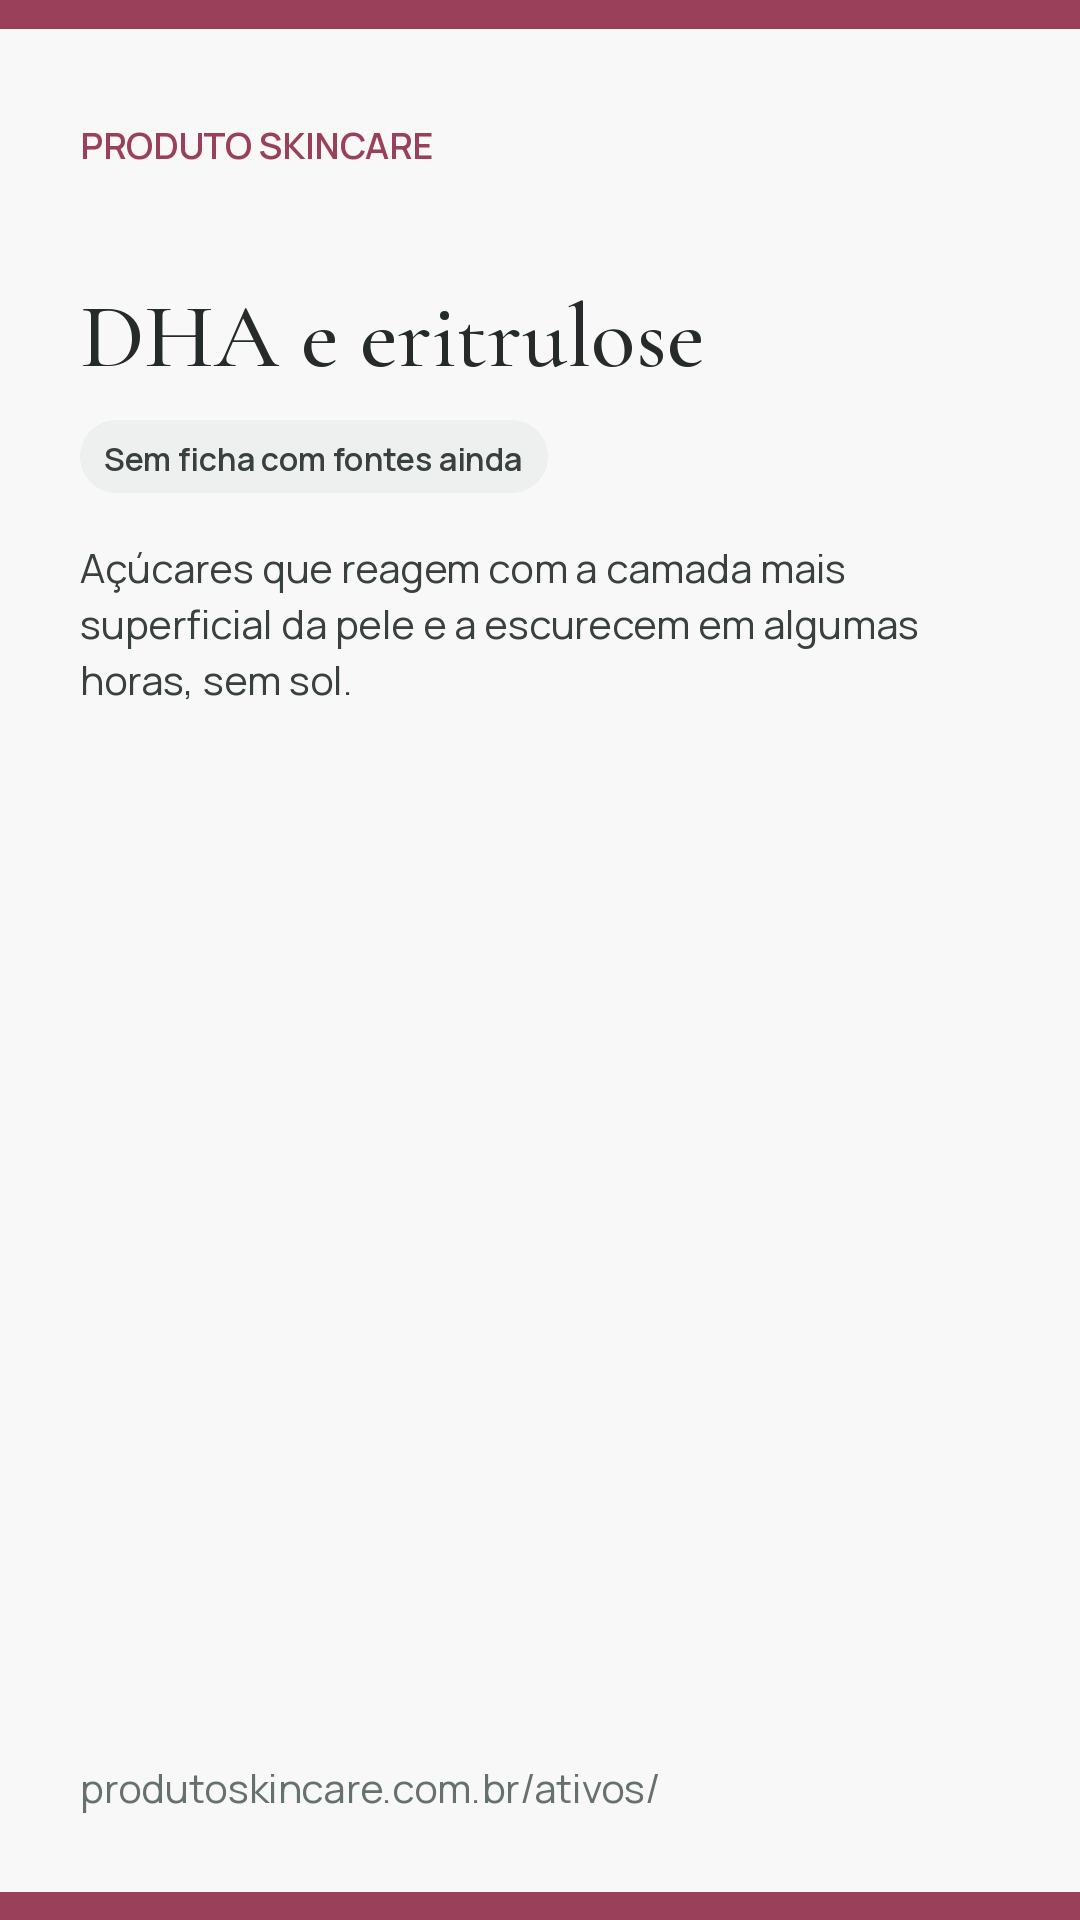 PRODUTO SKINCARE
DHA e eritrulose
Sem ficha com fontes ainda
Açúcares que reagem com a camada mais
superficial da pele e a escurecem em algumas
horas, sem sol.
produtoskincare.com.br/ativos/